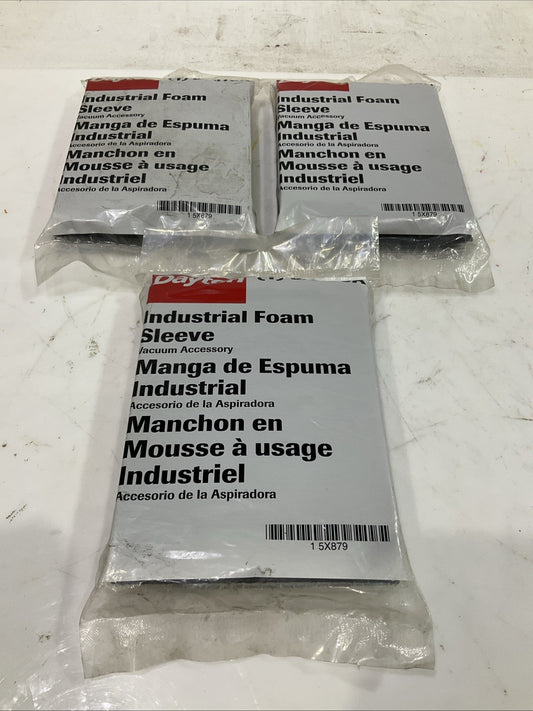 Dayton
Industrial Foam
Sleeve
Vacuum Accessory
Manga de Espuma
Industrial
Accesorio de la Aspiradora
Manchon en
Mousse à usage
Industriel
Accesorio de la Aspiradora
1 5X879
Dayton
Industrial Foam
Sleeve
Vacuum Accessory
Manga de Espuma
Industrial
Accesorio de la Aspiradora
Manchon en
Mousse à usage
Industriel
Accesorio de la Aspiradora
1 5X879
Dayton
Industrial Foam
Sleeve
Vacuum Accessory
Manga de Espuma
Industrial
Accesorio de la Aspiradora
Manchon en
Mousse à usage
Industriel
Accesorio de la Aspiradora
1 5X879